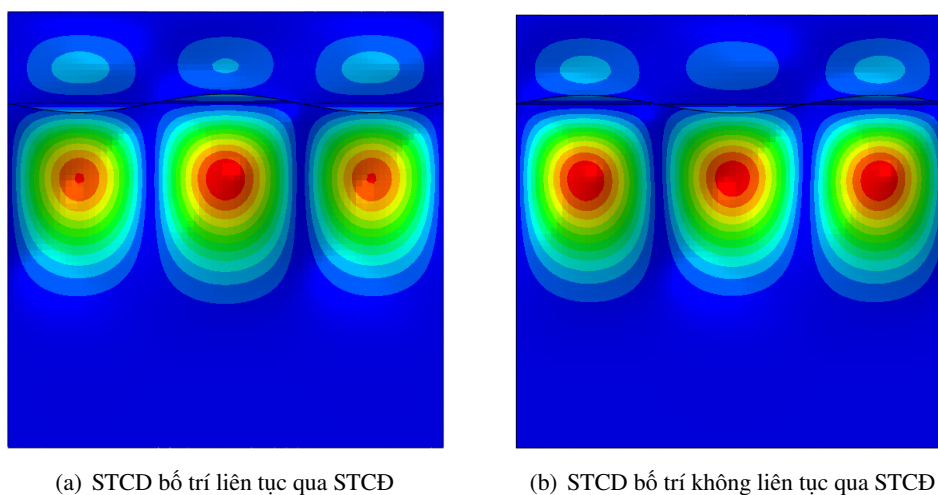 (a) STCD bố trí liên tục qua STCĐ
(b) STCD bố trí không liên tục qua STCĐ